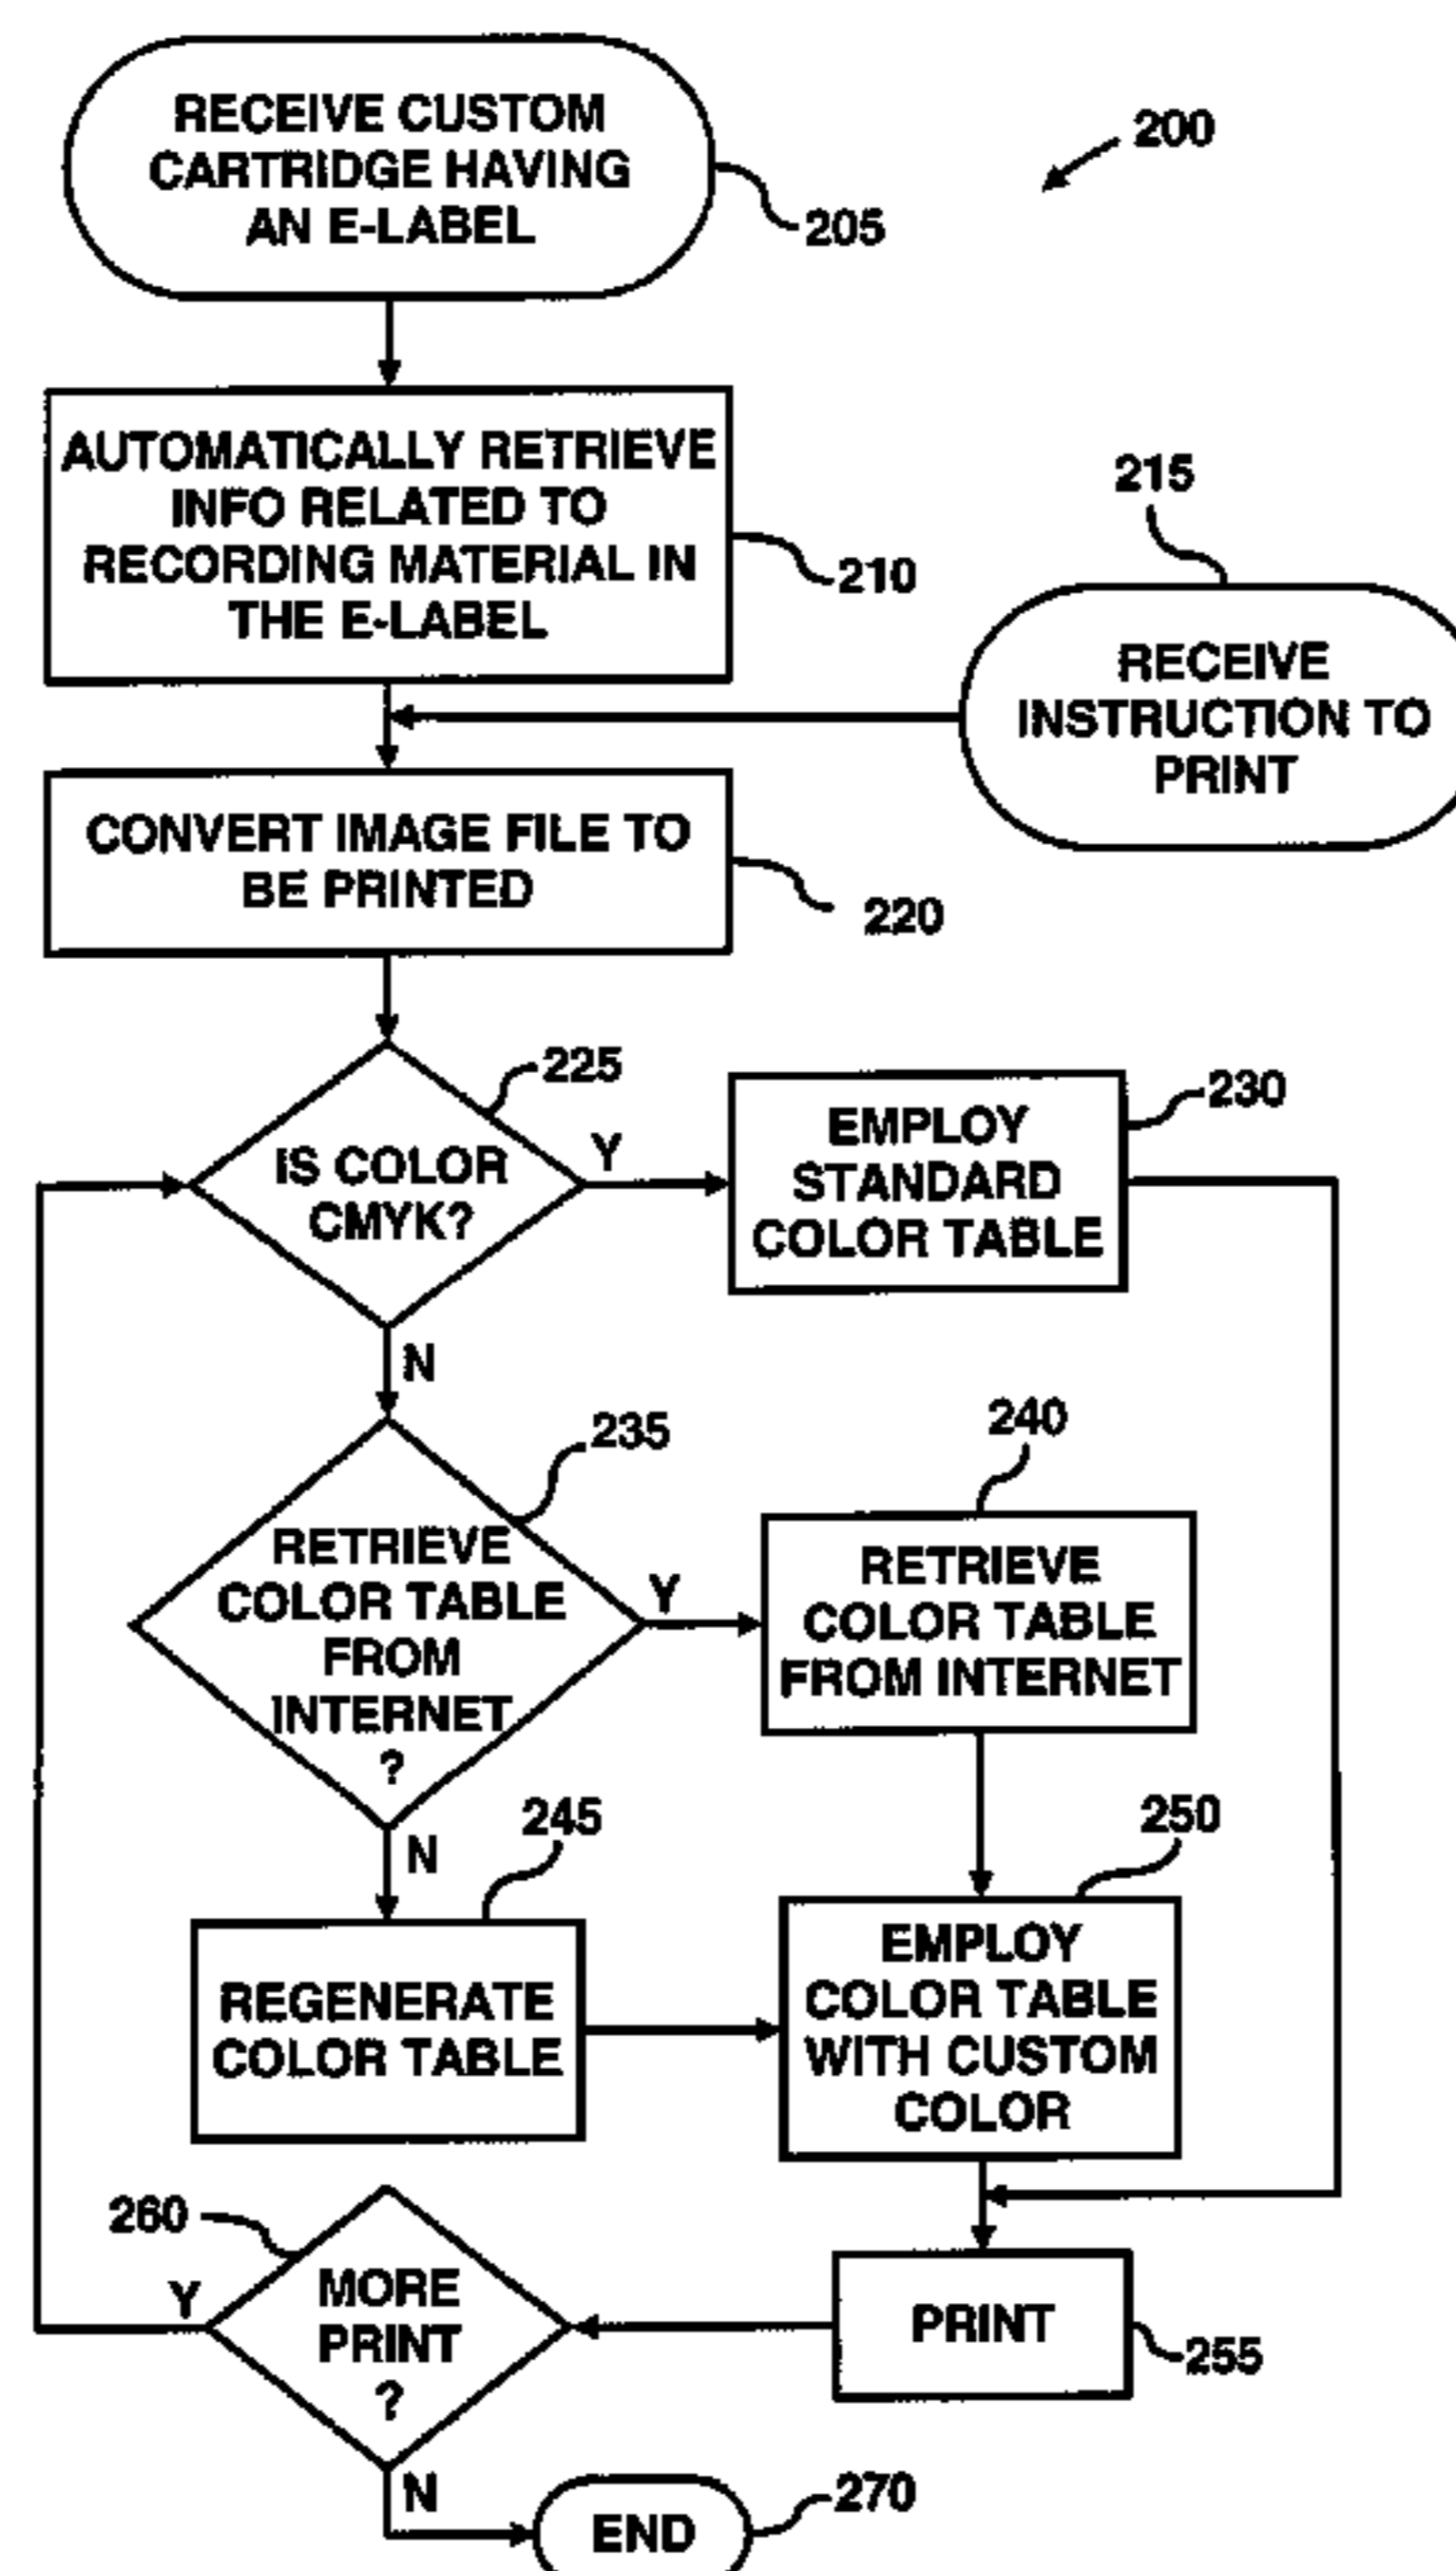 RECEIVE CUSTOM
CARTRIDGE HAVING
AN E-LABEL
200
205
AUTOMATICALLY RETRIEVE
INFO RELATED TO
RECORDING MATERIAL IN
THE E-LABEL
210
215
RECEIVE
INSTRUCTION TO
PRINT
CONVERT IMAGE FILE TO
BE PRINTED
220
225
IS COLOR
CMYK?
Y
N
230
EMPLOY
STANDARD
COLOR TABLE
235
RETRIEVE
COLOR TABLE
FROM
INTERNET
?
Y
N
240
RETRIEVE
COLOR TABLE
FROM INTERNET
245
REGENERATE
COLOR TABLE
250
EMPLOY
COLOR TABLE
WITH CUSTOM
COLOR
PRINT
255
260
MORE
PRINT
?
Y
N
END
270